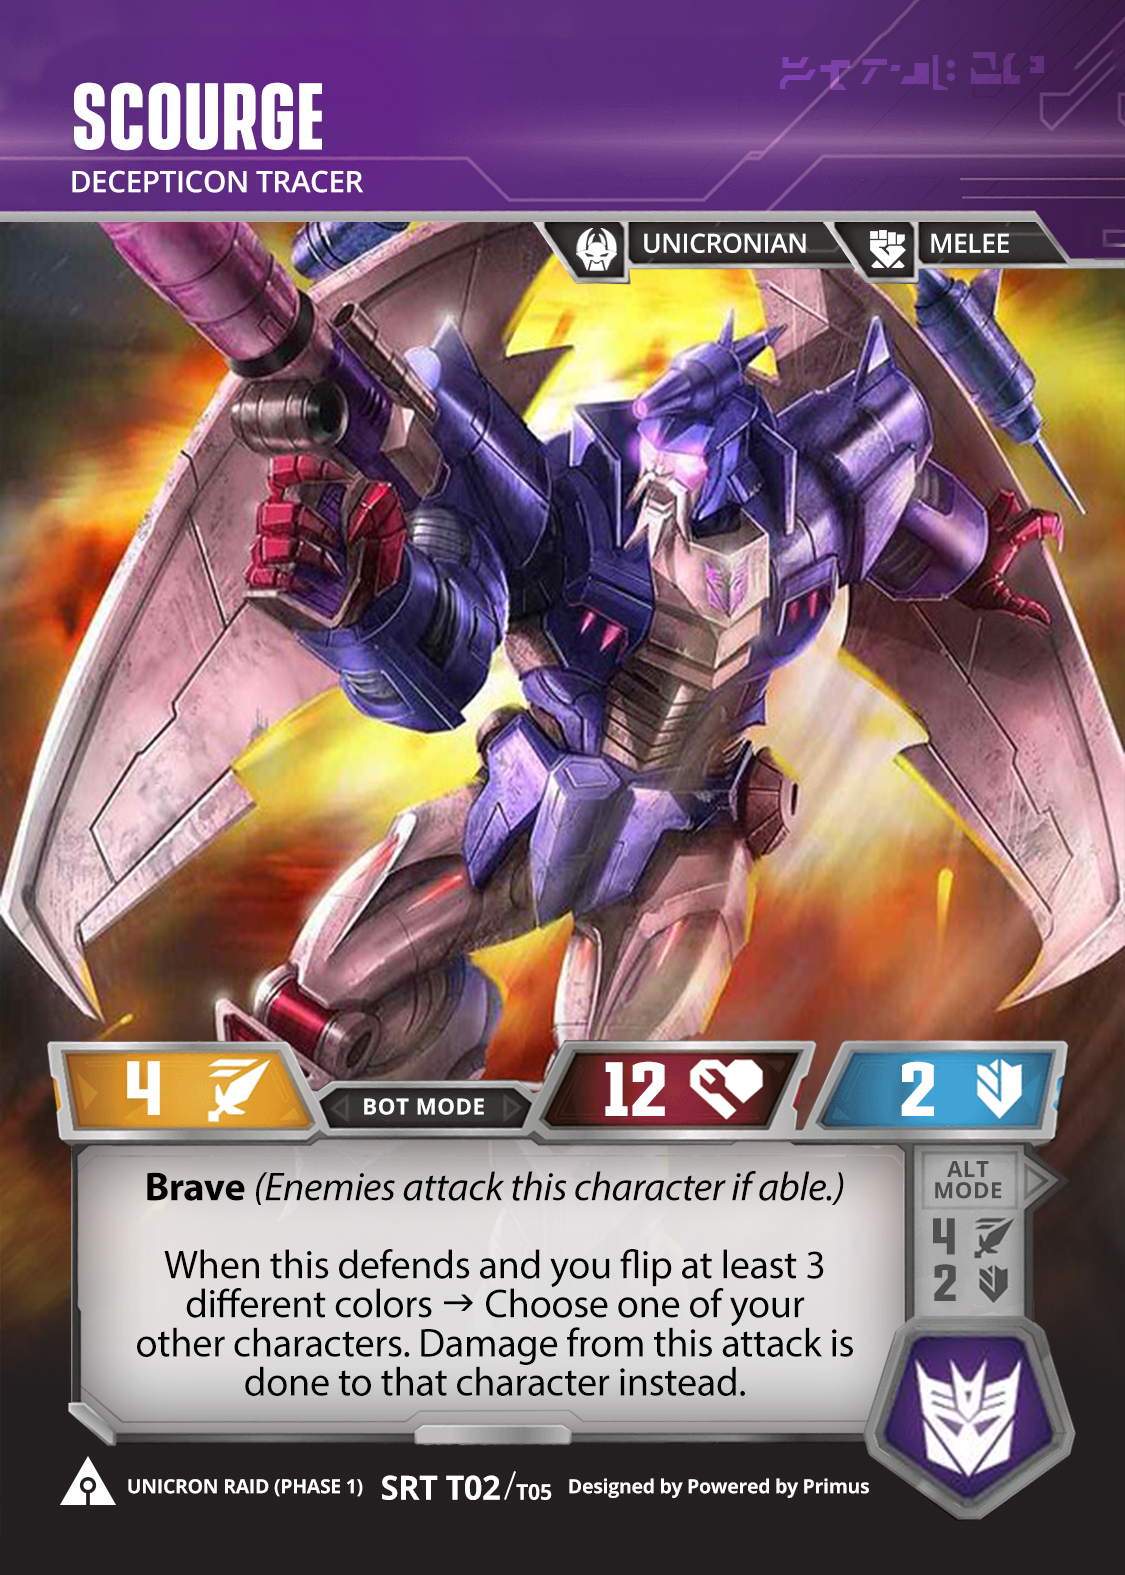 SCOURGE
DECEPTICON TRACER
UNICRONIAN
MELEE
4
BOT MODE
12
2
Brave (Enemies attack this character if able.)
When this defends and you flip at least 3
different colors → Choose one of your
other characters. Damage from this attack is
done to that character instead.
ALT
MODE
4
2
UNICRON RAID (PHASE 1) SRT T02/T05 Designed by Powered by Primus